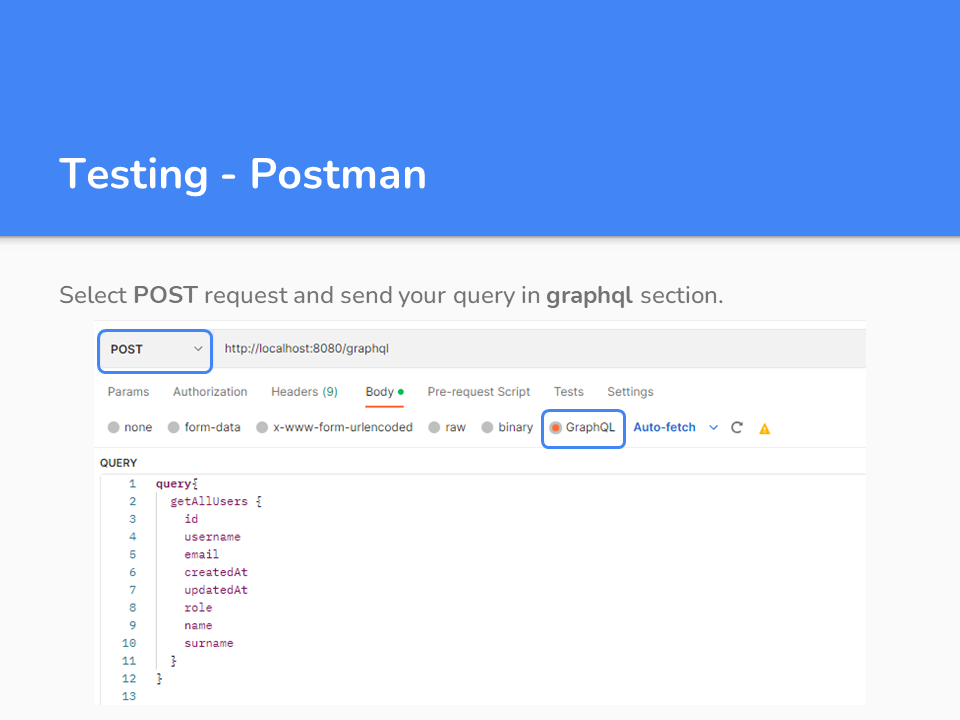 Testing - Postman
Select POST request and send your query in graphql section.
POST http://localhost:8080/graphql
Params Authorization Headers (9) Body Pre-request Script Tests Settings
none form-data x-www-form-urlencoded raw binary GraphQL Auto-fetch
QUERY
1 query{
2 getAllUsers {
3 id
4 username
5 email
6 createdAt
7 updatedAt
8 role
9 name
10 surname
11 }
12 }
13